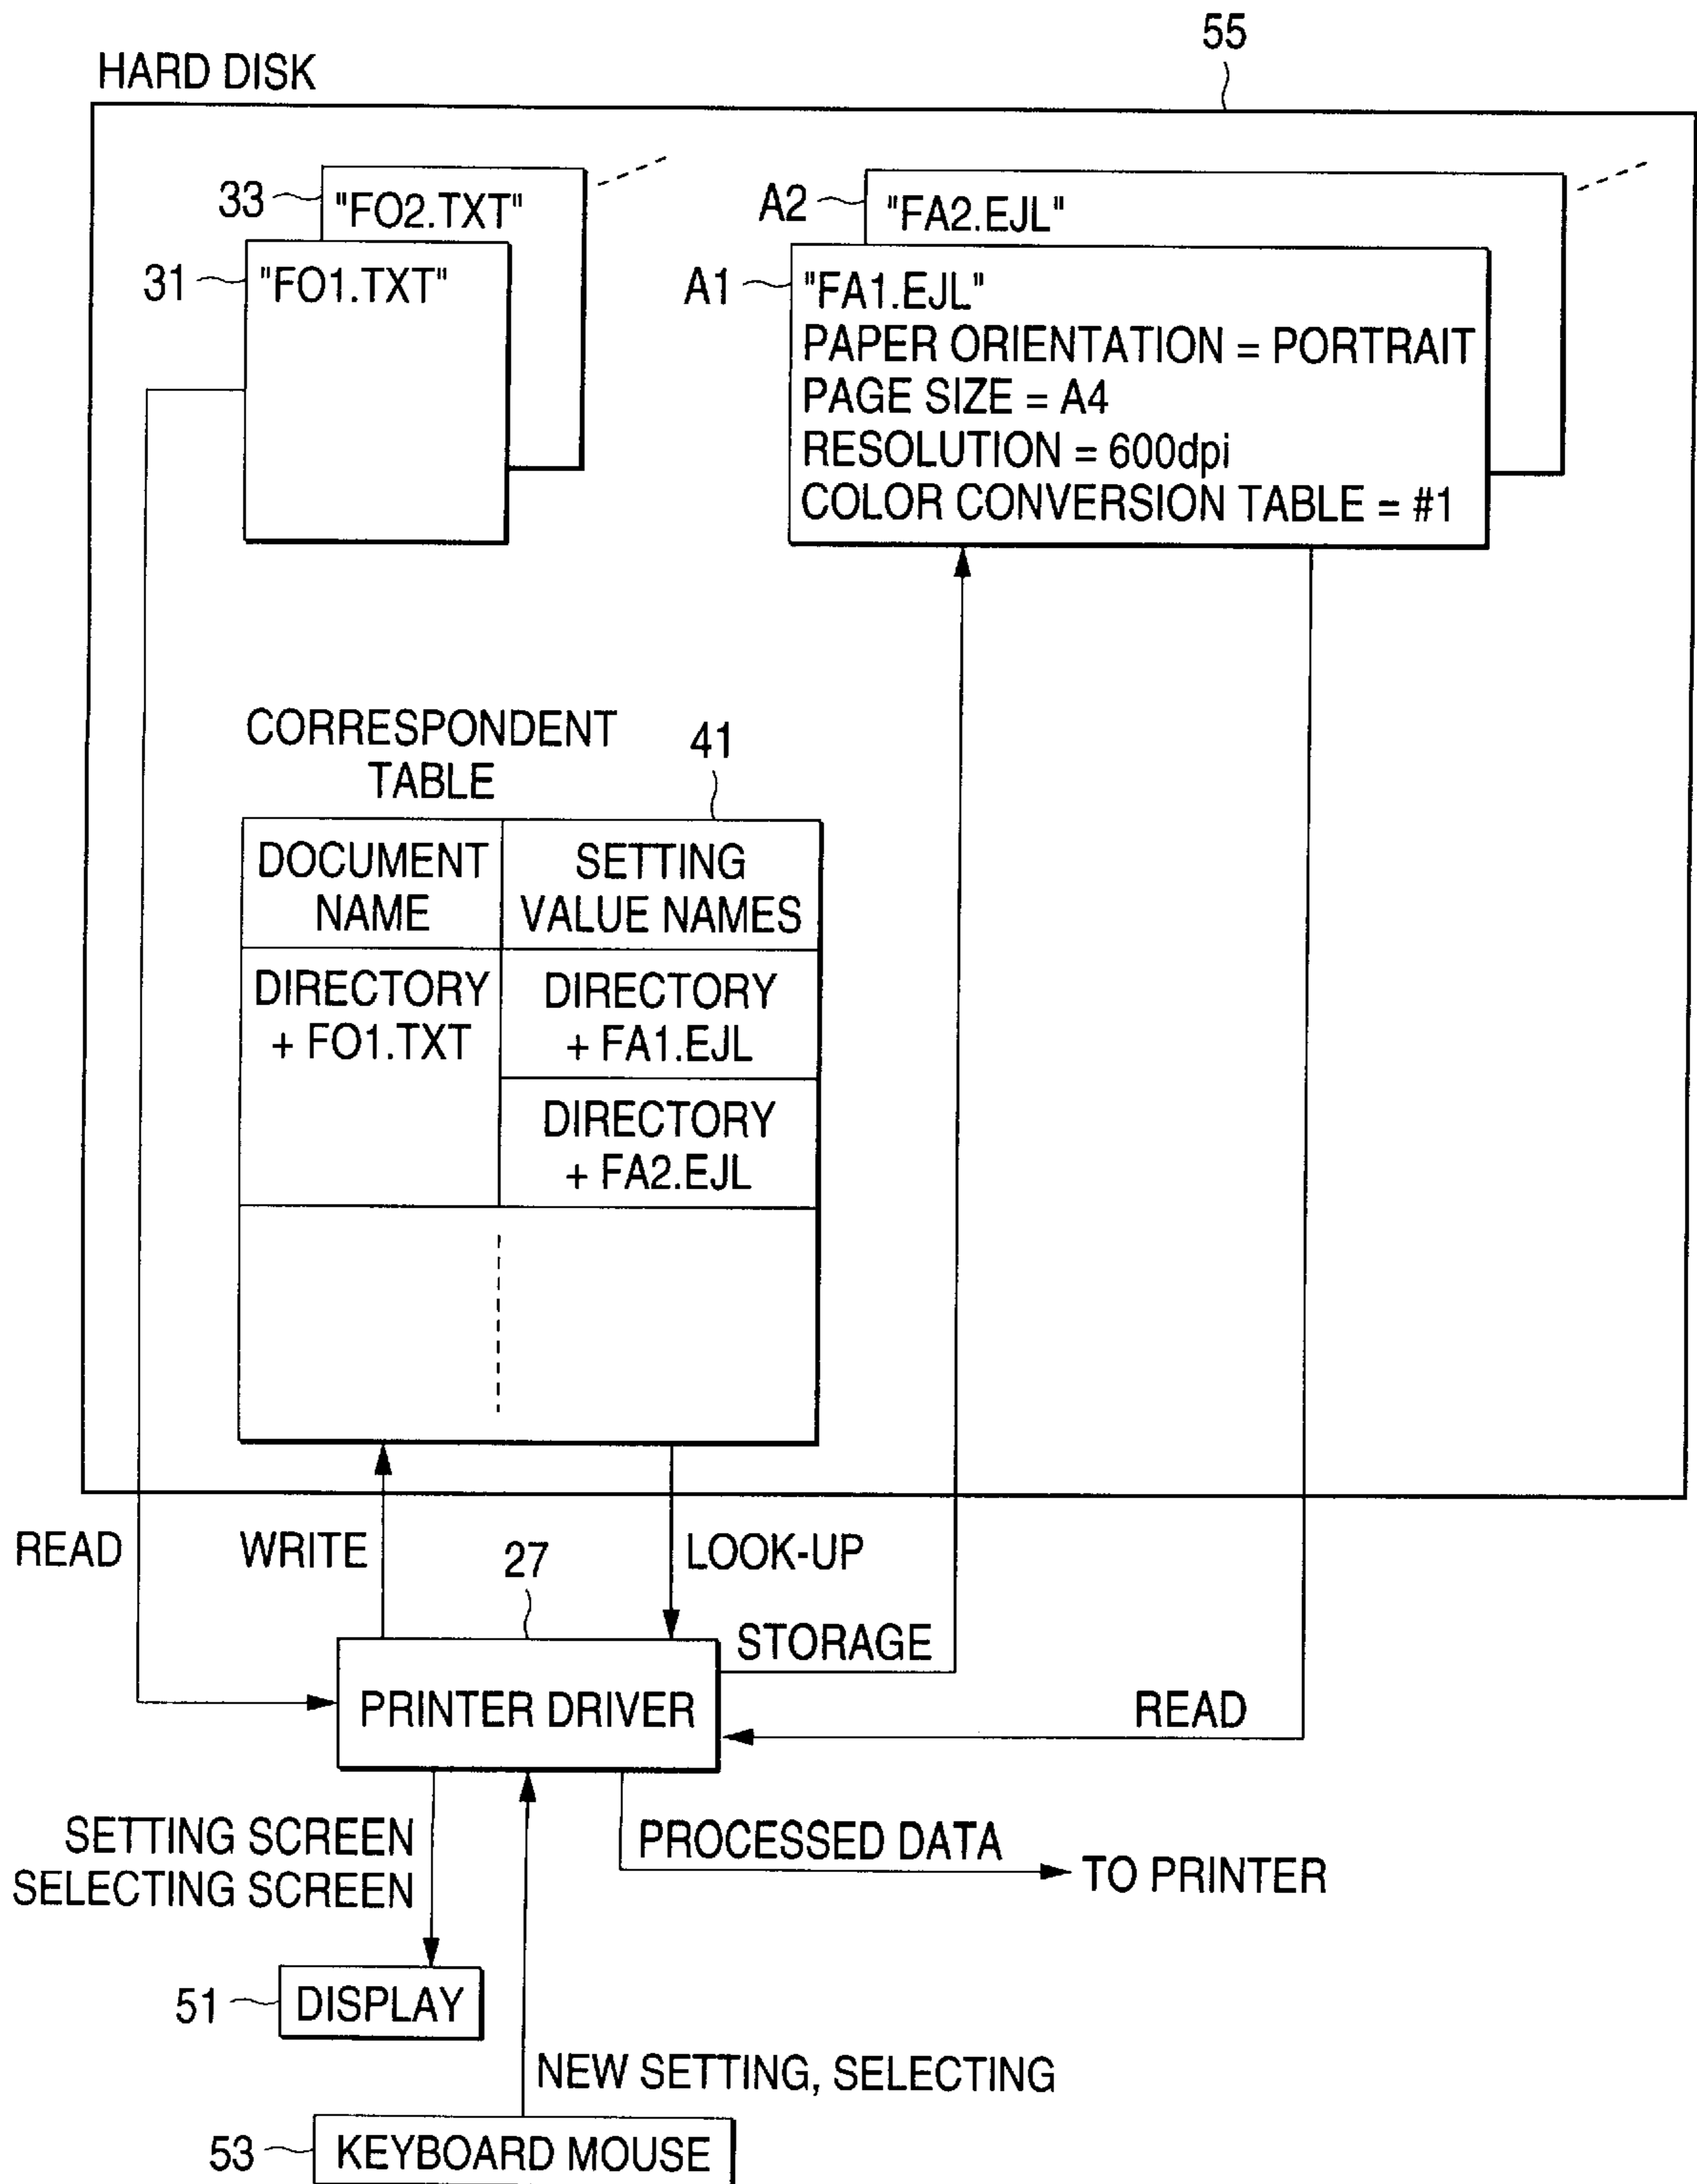 55
HARD DISK
33
"FO2.TXT"
A2
"FA2.EJL"
31
"FO1.TXT"
A1
"FA1.EJL"
PAPER ORIENTATION = PORTRAIT
PAGE SIZE = A4
RESOLUTION = 600dpi
COLOR CONVERSION TABLE = #1
CORRESPONDENT
TABLE
41
DOCUMENT
NAME
SETTING
VALUE NAMES
DIRECTORY
+ FO1.TXT
DIRECTORY
+ FA1.EJL
DIRECTORY
+ FA2.EJL
READ
WRITE
27
LOOK-UP
STORAGE
PRINTER DRIVER
READ
SETTING SCREEN
SELECTING SCREEN
PROCESSED DATA
TO PRINTER
51
DISPLAY
NEW SETTING, SELECTING
53
KEYBOARD MOUSE